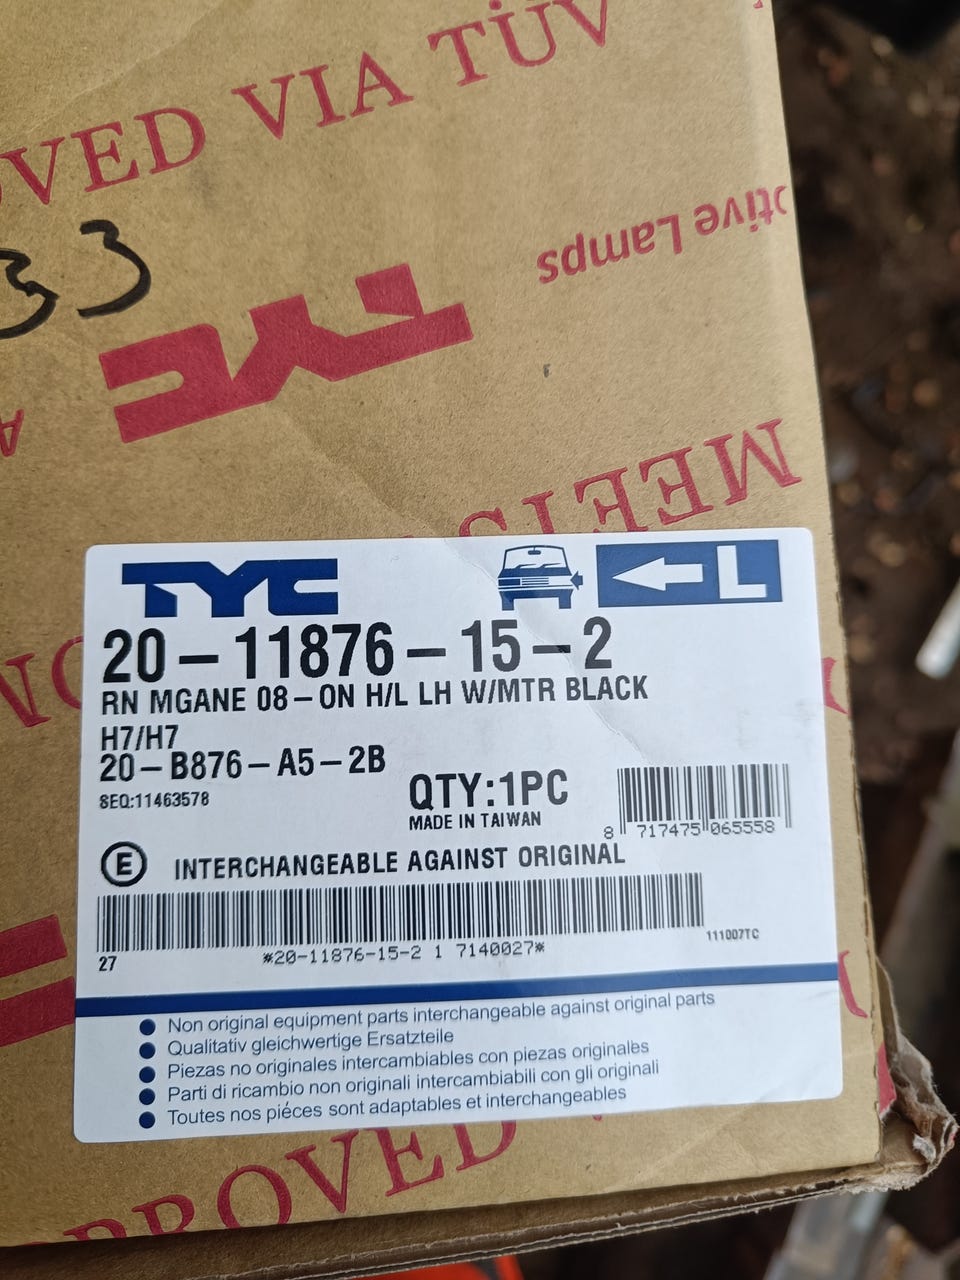 OVED VIA TÜV
otive Lamps
33
TYC
MEETS
TYC
L
20-11876-15-2
RN MGANE 08-ON H/L LH W/MTR BLACK
H7/H7
20-B876-A5-2B
SEQ:11463578
QTY:1PC
MADE IN TAIWAN
8 717475 065558
E INTERCHANGEABLE AGAINST ORIGINAL
27
*20-11876-15-2 1 7140027*
111007TC
Non original equipment parts interchangeable against original parts
Qualitativ gleichwertige Ersatzteile
Piezas no originales intercambiables con piezas originales
Parti di ricambio non originali intercambiabili con gli originali
Toutes nos piéces sont adaptables et interchangeables
PROVED